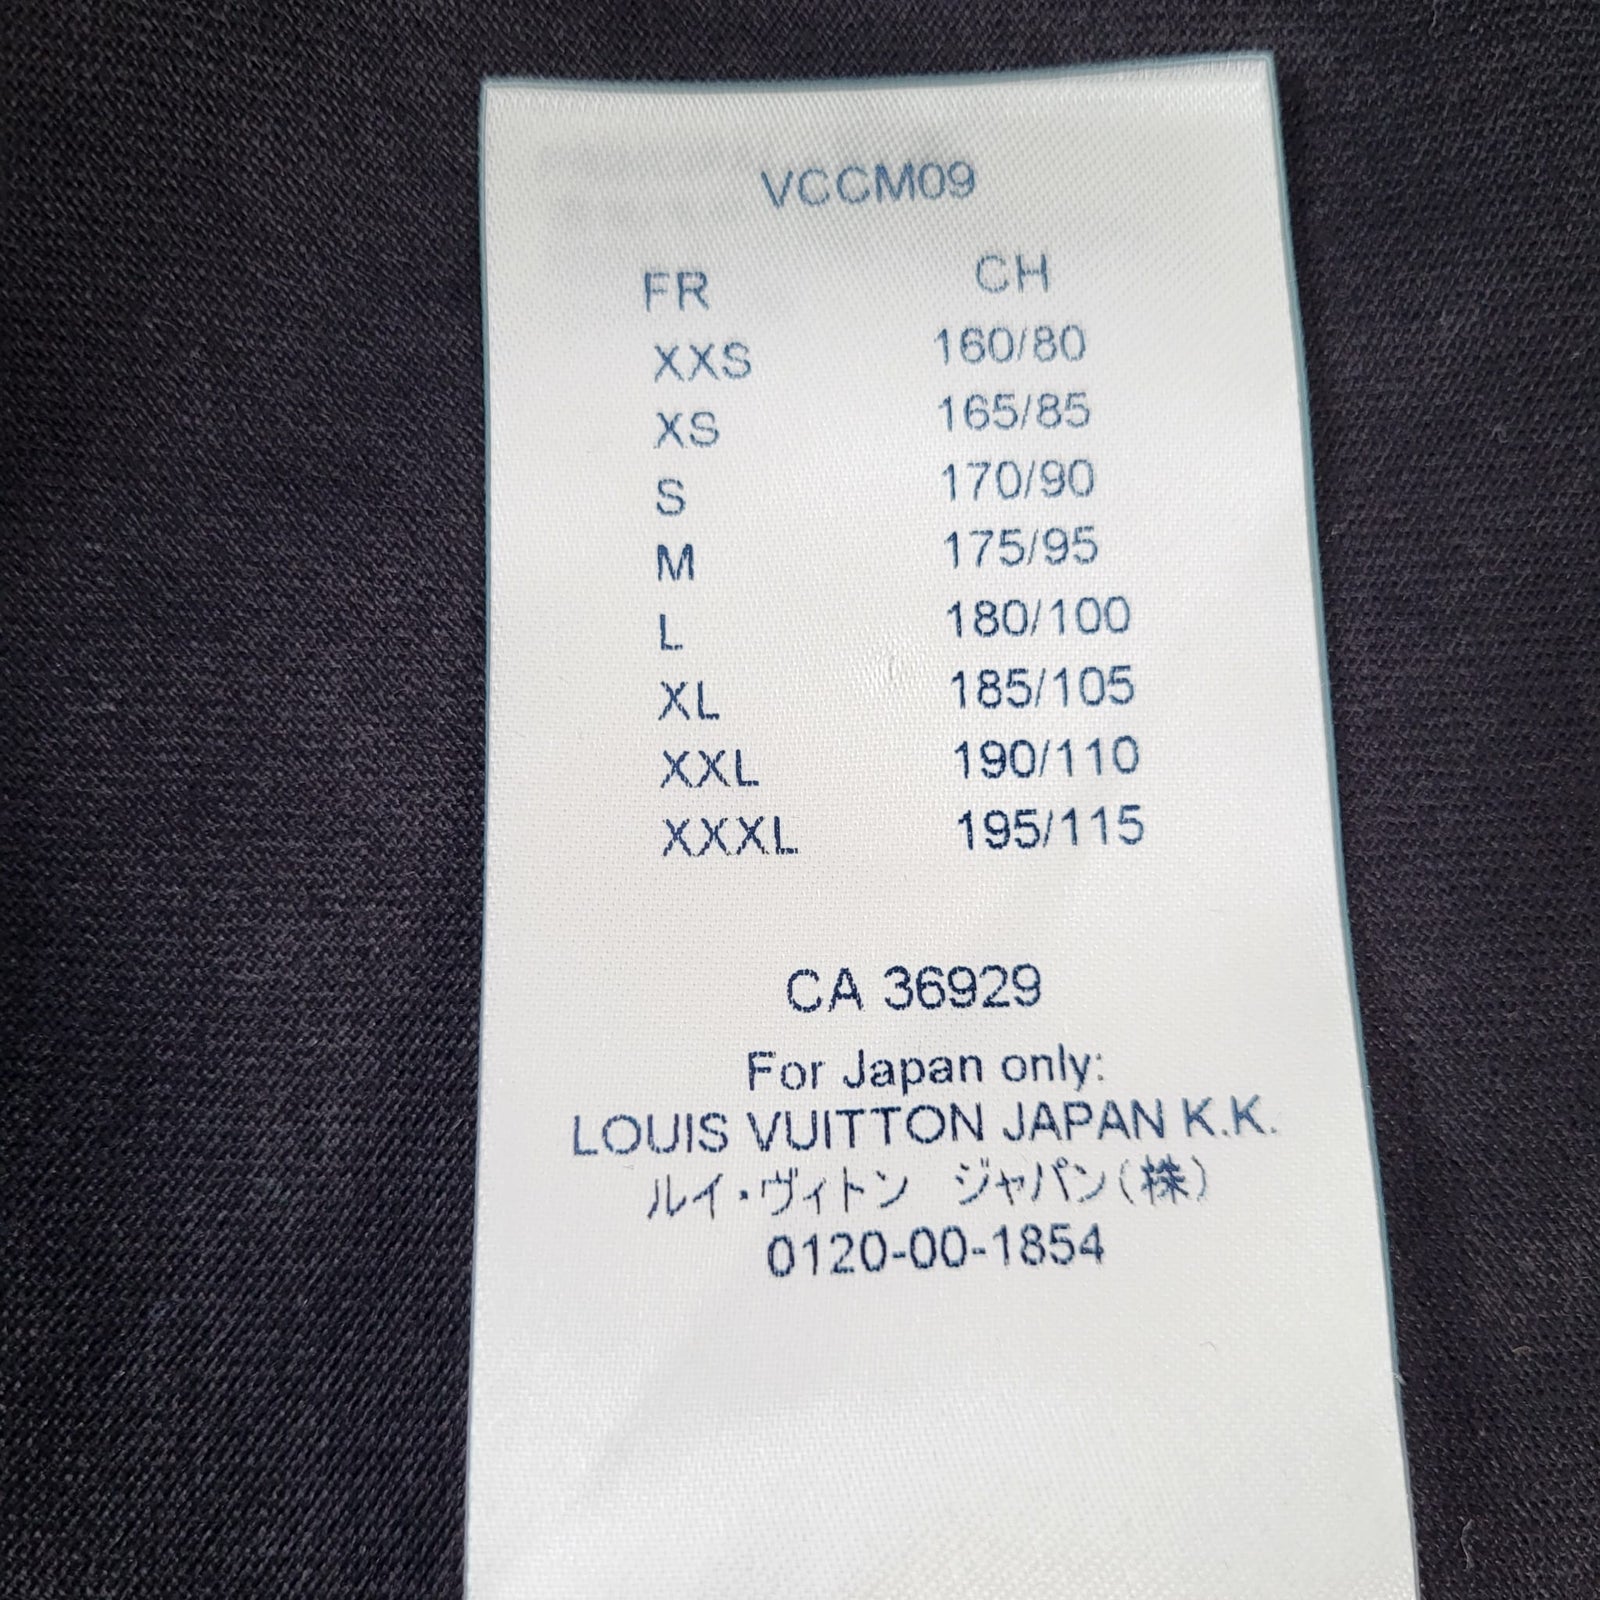 VCCM09
FR CH
XXS 160/80
XS 165/85
S 170/90
M 175/95
L 180/100
XL 185/105
XXL 190/110
XXXL 195/115
CA 36929
For Japan only:
LOUIS VUITTON JAPAN K.K.
ルイ・ヴィトン　ジャパン(株)
0120-00-1854